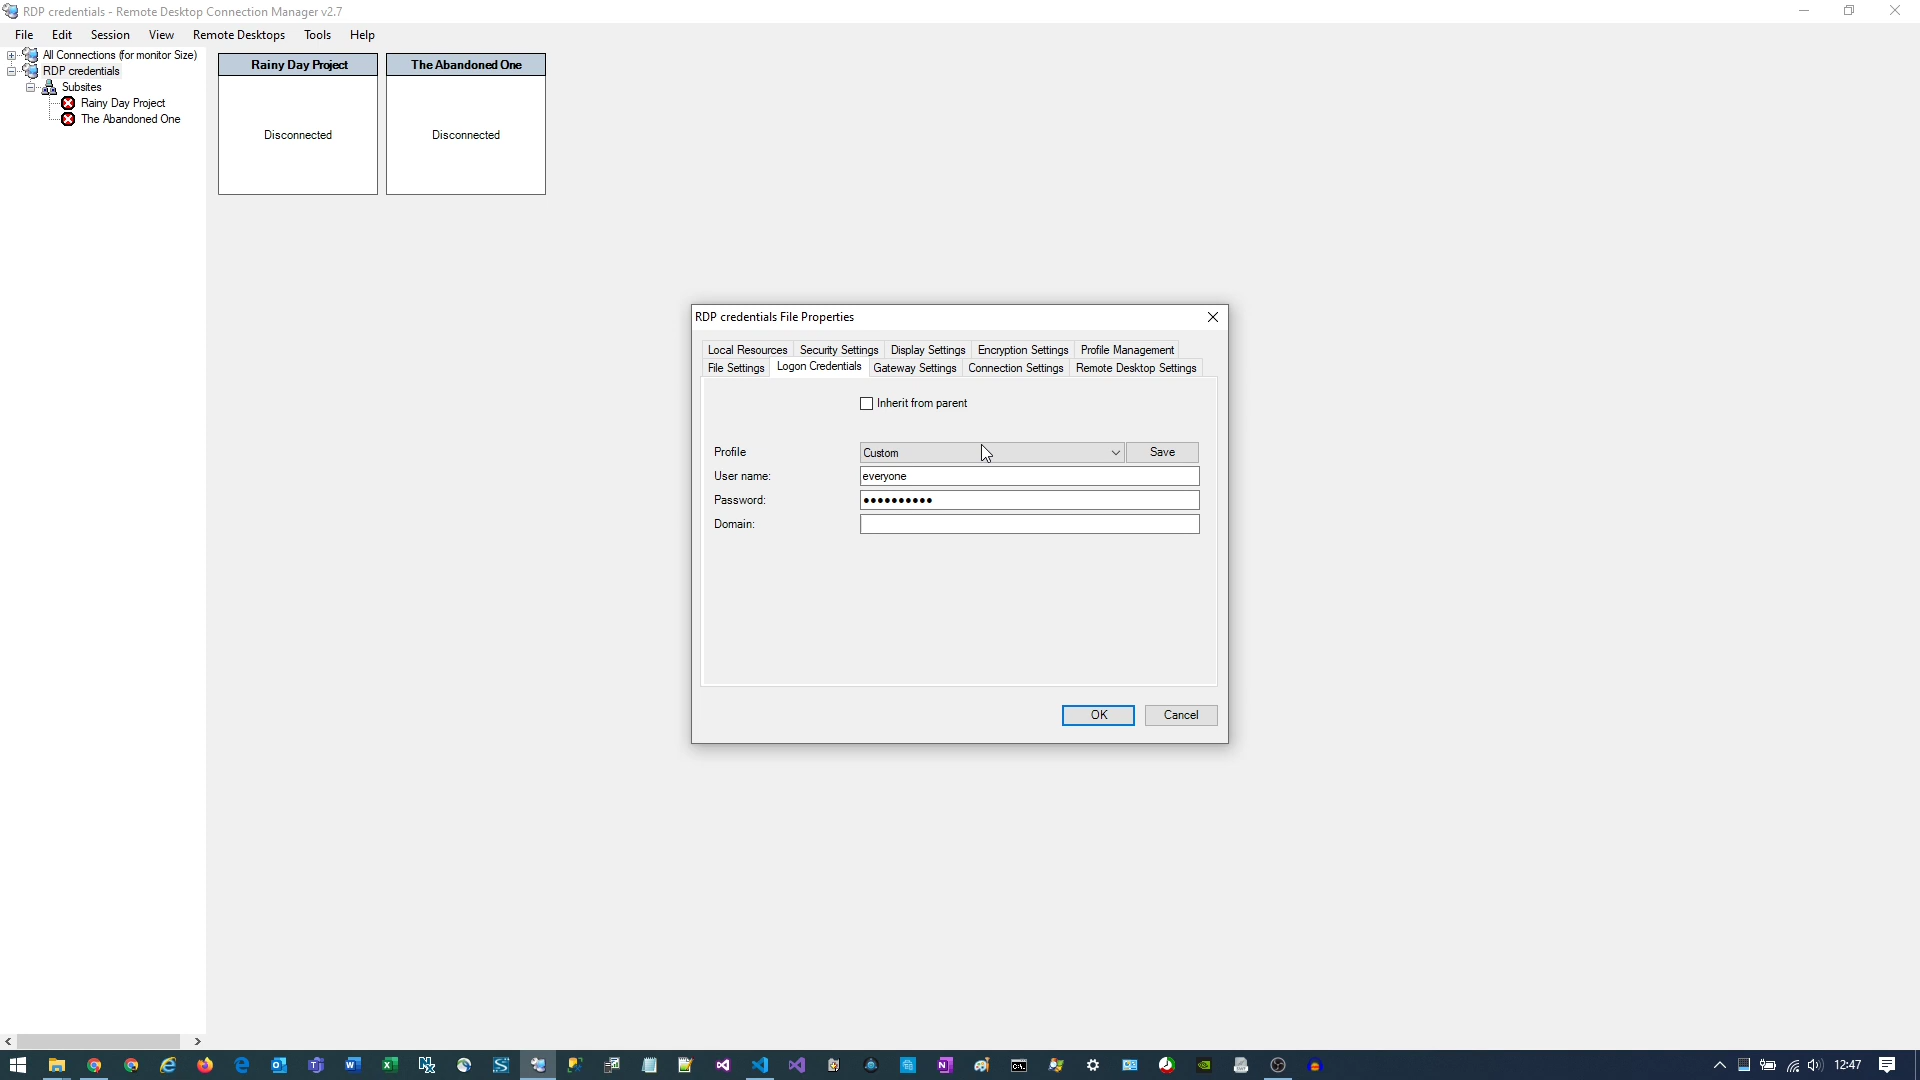 RDP credentials - Remote Desktop Connection Manager v2.7
File Edit Session View Remote Desktops Tools Help
All Connections (for monitor Size)
RDP credentials
Subsites
Rainy Day Project
The Abandoned One
Rainy Day Project
Disconnected
The Abandoned One
Disconnected
RDP credentials File Properties
Local Resources Security Settings Display Settings Encryption Settings Profile Management
File Settings Logon Credentials Gateway Settings Connection Settings Remote Desktop Settings
Inherit from parent
Profile Custom Save
User name: everyone
Password: ●●●●●●●●●●
Domain:
OK Cancel
12:47